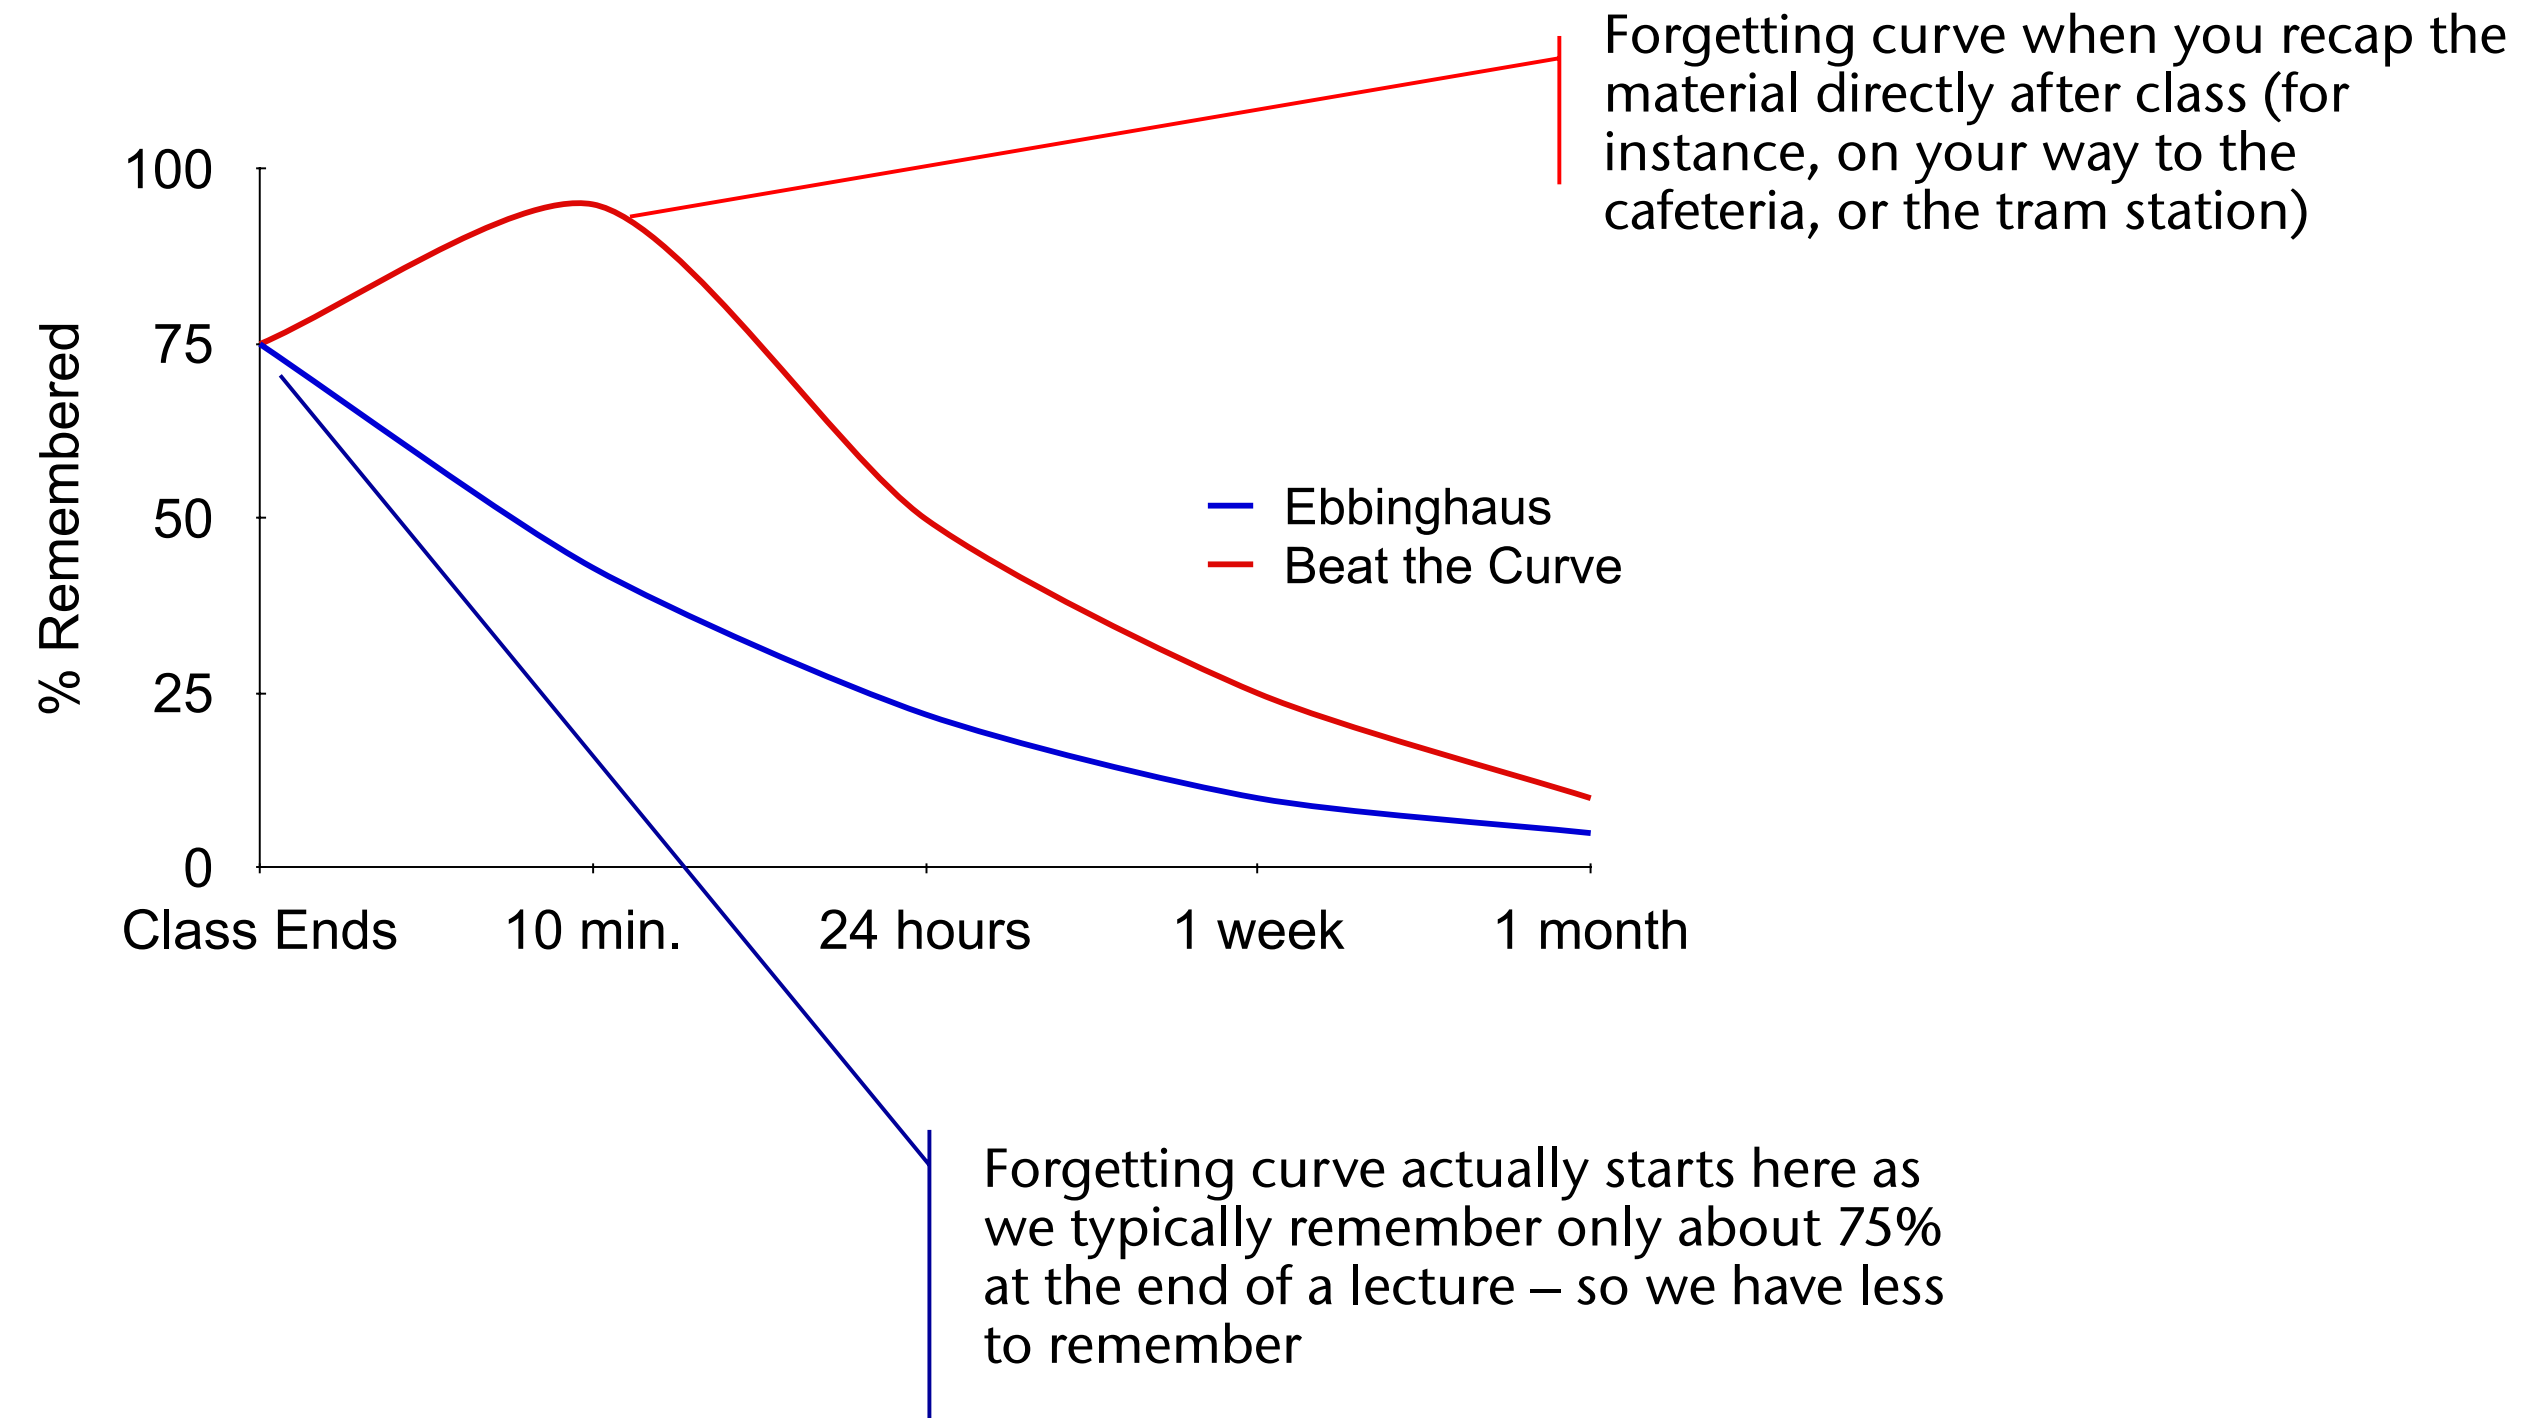 Forgetting curve when you recap the
material directly after class (for
instance, on your way to the
cafeteria, or the tram station)
100
75
50
25
0
% Remembered
Ebbinghaus
Beat the Curve
Class Ends 10 min. 24 hours 1 week 1 month
Forgetting curve actually starts here as
we typically remember only about 75%
at the end of a lecture – so we have less
to remember